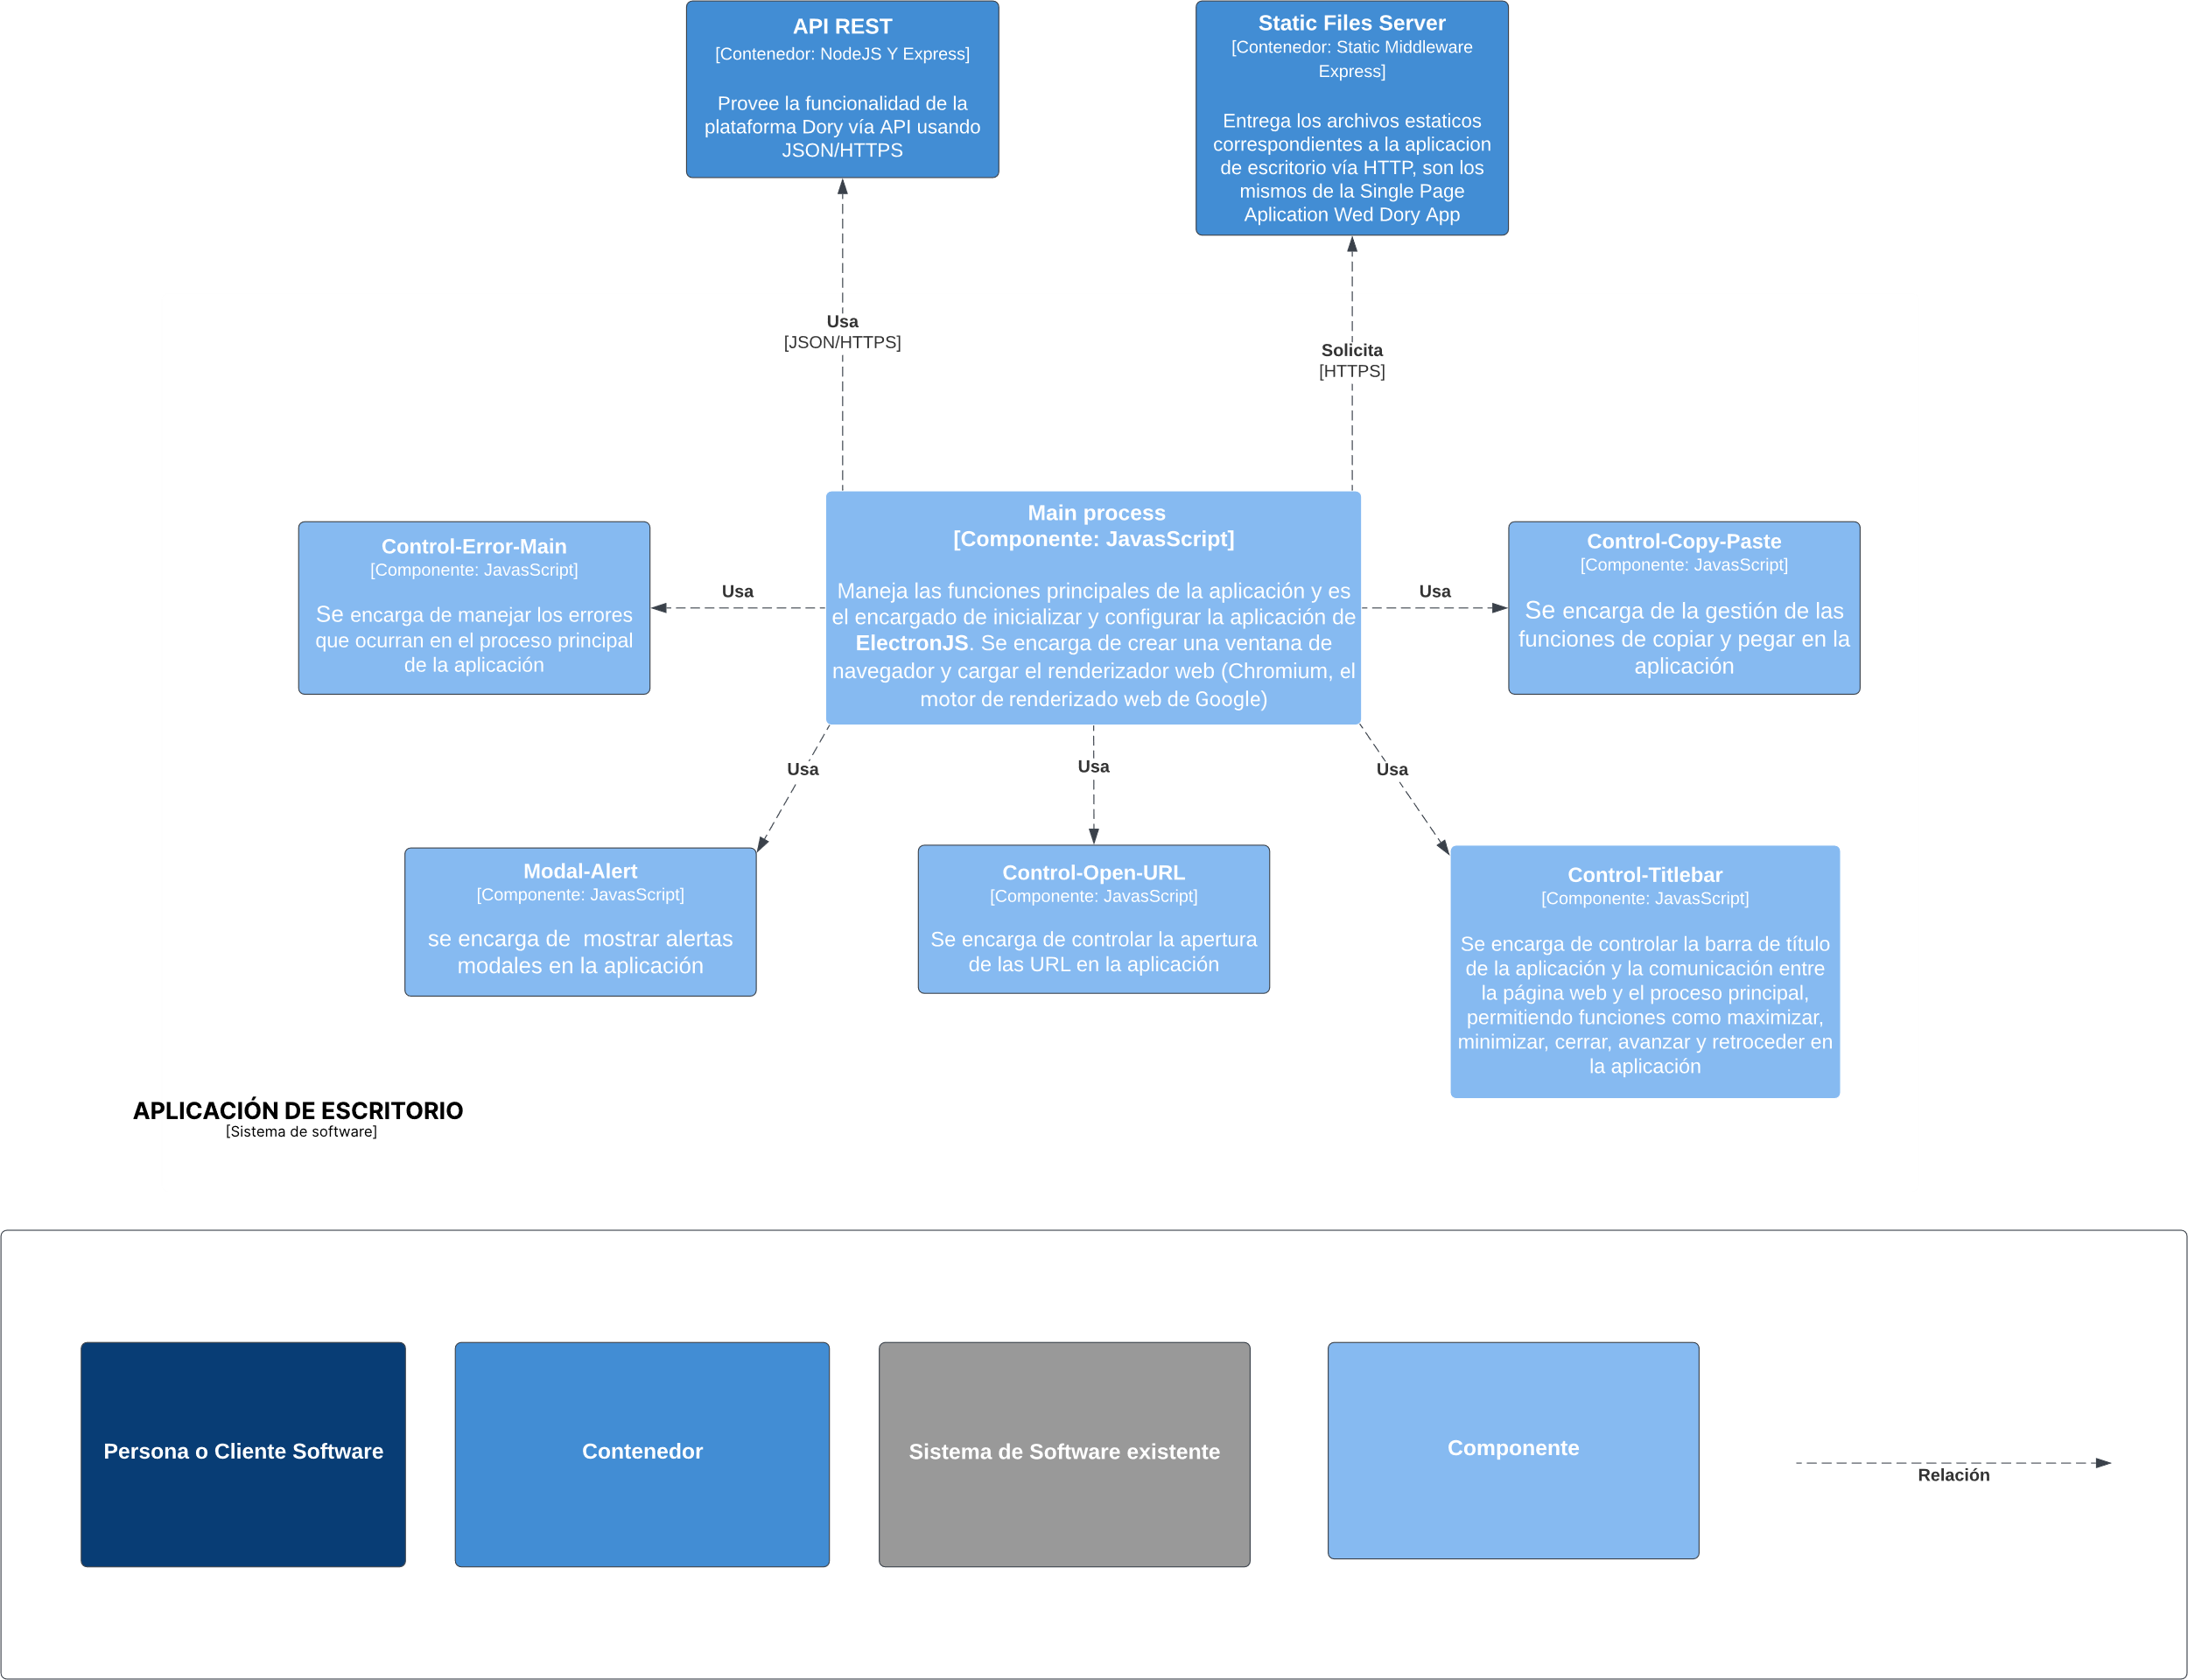 API REST
[Contenedor: NodeJS Y Express]
Provee la funcionalidad de la
plataforma Dory vía API usando
JSON/HTTPS
Static Files Server
[Contenedor: Static Middleware
Express]
Entrega los archivos estaticos
correspondientes a la aplicacion
de escritorio vía HTTP, son los
mismos de la Single Page
Aplication Wed Dory App
Usa
[JSON/HTTPS]
Solicita
[HTTPS]
Control-Error-Main
[Componente: JavasScript]
Se encarga de manejar los errores
que ocurran en el proceso principal
de la aplicación
Usa
Main process
[Componente: JavasScript]
Maneja las funciones principales de la aplicación y es
el encargado de inicializar y configurar la aplicación de
ElectronJS. Se encarga de crear una ventana de
navegador y cargar el renderizador web (Chromium, el
motor de renderizado web de Google)
Usa
Control-Copy-Paste
[Componente: JavasScript]
Se encarga de la gestión de las
funciones de copiar y pegar en la
aplicación
Usa
Usa
Usa
Modal-Alert
[Componente: JavasScript]
se encarga de  mostrar alertas
modales en la aplicación
Control-Open-URL
[Componente: JavasScript]
Se encarga de controlar la apertura
de las URL en la aplicación
Control-Titlebar
[Componente: JavasScript]
Se encarga de controlar la barra de título
de la aplicación y la comunicación entre
la página web y el proceso principal,
permitiendo funciones como maximizar,
minimizar, cerrar, avanzar y retroceder en
la aplicación
APLICACIÓN DE ESCRITORIO
[Sistema de software]
Persona o Cliente Software
Contenedor
Sistema de Software existente
Componente
Relación